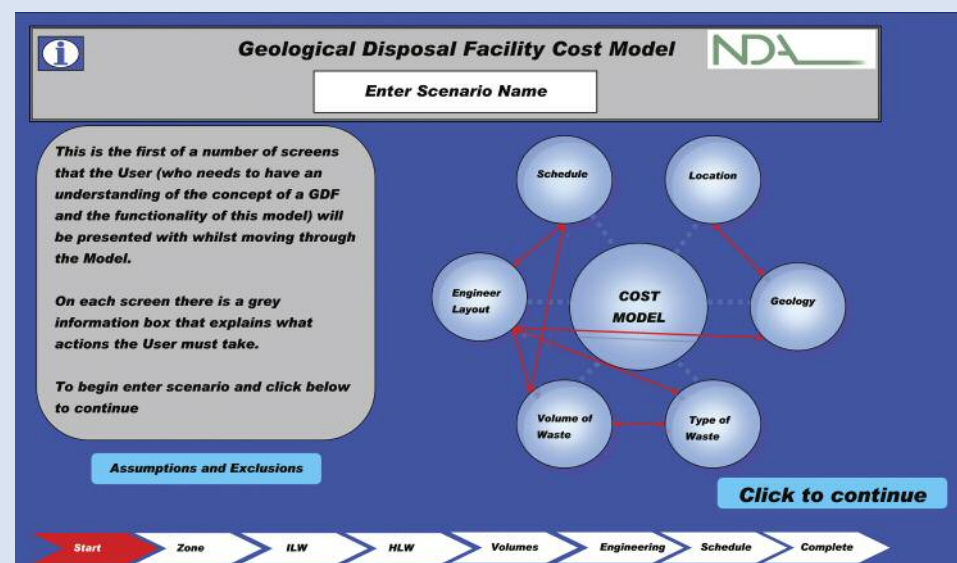 i
Geological Disposal Facility Cost Model
NDA
Enter Scenario Name
This is the first of a number of screens
that the User (who needs to have an
understanding of the concept of a GDF
and the functionality of this model) will
be presented with whilst moving through
the Model.
On each screen there is a grey
information box that explains what
actions the User must take.
To begin enter scenario and click below
to continue
Assumptions and Exclusions
Schedule
Location
Engineer
Layout
COST
MODEL
Geology
Volume of
Waste
Type of
Waste
Click to continue
Start
Zone
ILW
HLW
Volumes
Engineering
Schedule
Complete